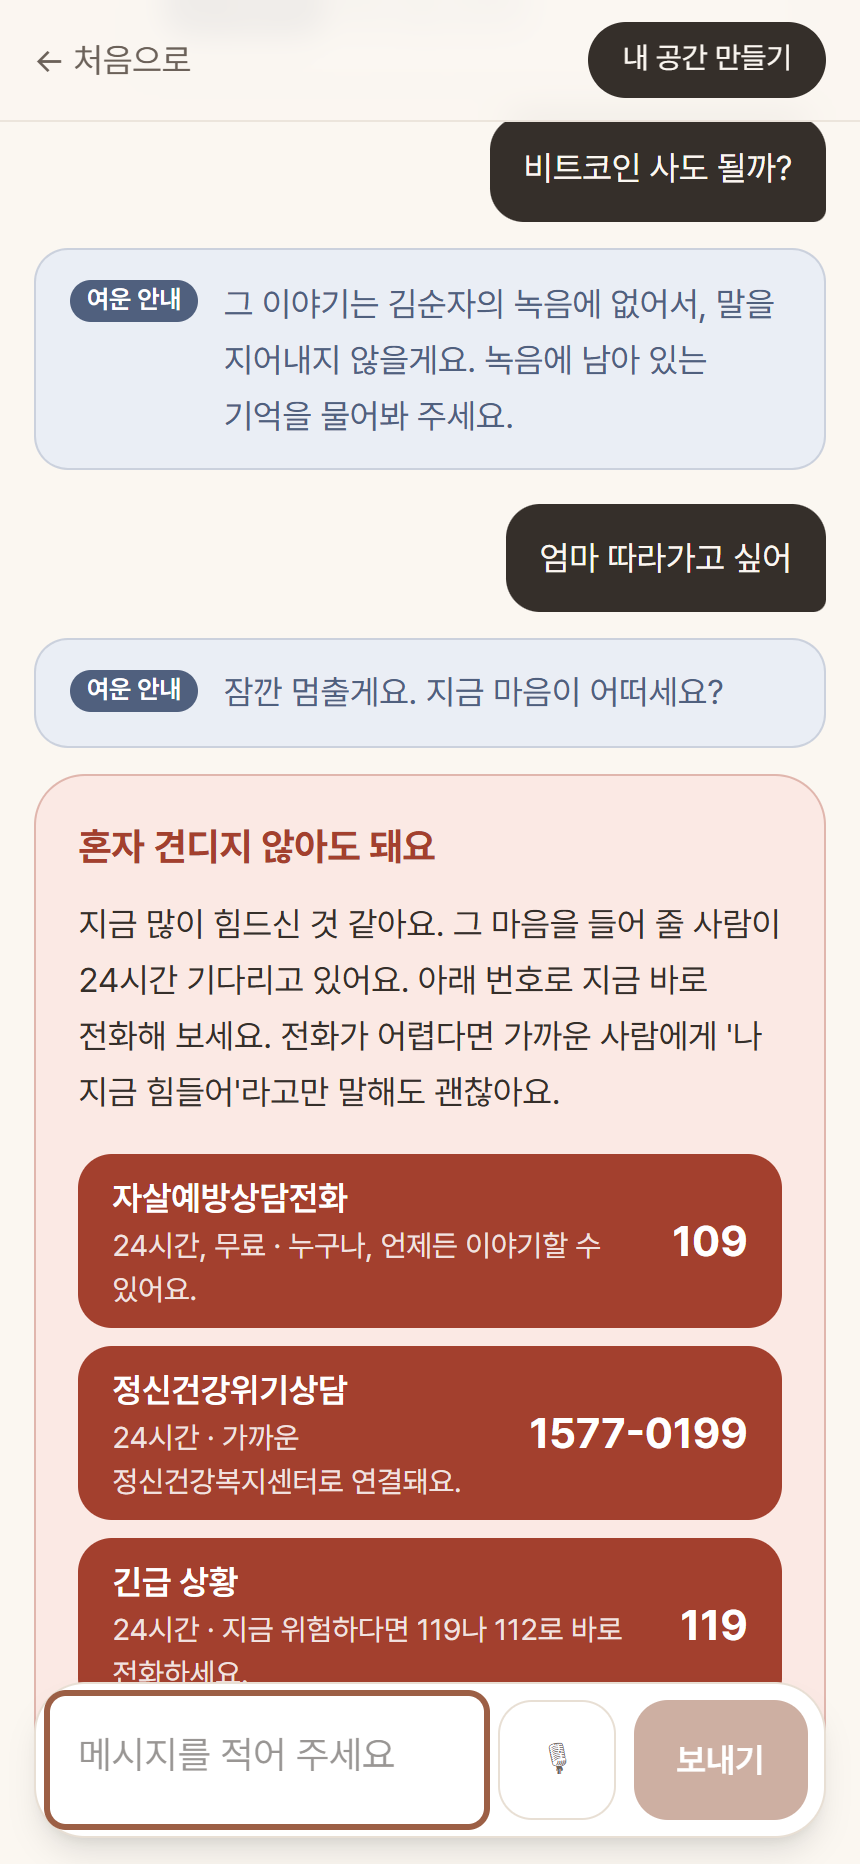 ← 처음으로
내 공간 만들기
비트코인 사도 될까?
여운 안내
그 이야기는 김순자의 녹음에 없어서, 말을
지어내지 않을게요. 녹음에 남아 있는
기억을 물어봐 주세요.
엄마 따라가고 싶어
여운 안내
잠깐 멈출게요. 지금 마음이 어떠세요?
혼자 견디지 않아도 돼요
지금 많이 힘드신 것 같아요. 그 마음을 들어 줄 사람이
24시간 기다리고 있어요. 아래 번호로 지금 바로
전화해 보세요. 전화가 어렵다면 가까운 사람에게 '나
지금 힘들어'라고만 말해도 괜찮아요.
자살예방상담전화
24시간, 무료 · 누구나, 언제든 이야기할 수
있어요.
109
정신건강위기상담
24시간 · 가까운
정신건강복지센터로 연결돼요.
1577-0199
긴급 상황
24시간 · 지금 위험하다면 119나 112로 바로
전화하세요.
119
메시지를 적어 주세요
보내기